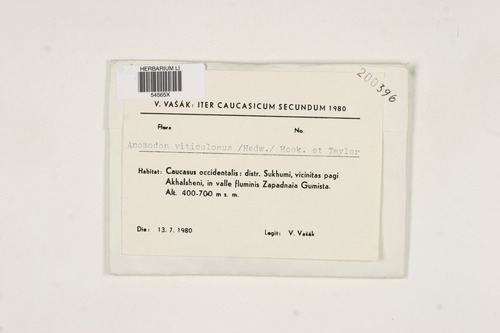 HERBARIUM LI
54565X
200396
V. VAŠÁK: ITER CAUCASICUM SECUNDUM 1980
Flora No.
Anomodon viticulosus /Hedw./ Hook. et Taylor
Habitat: Caucasus occidentalis: distr. Sukhumi, vicinitas pagi
Akhalsheni, in valle fluminis Zapadnaia Gumista.
Alt. 400-700 m s. m.
Die: 13. 7. 1980 Legit: V. Vašák